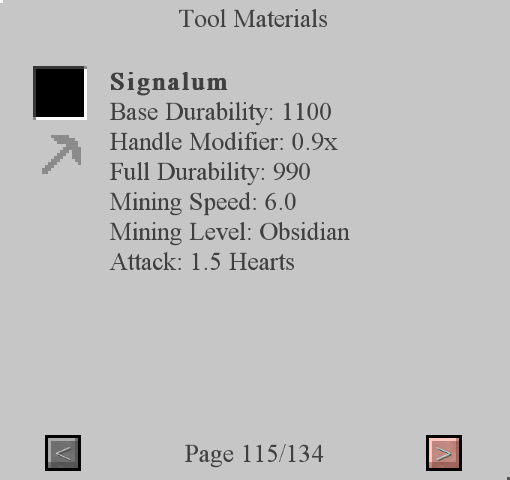 Tool Materials
Signalum
Base Durability: 1100
Handle Modifier: 0.9x
Full Durability: 990
Mining Speed: 6.0
Mining Level: Obsidian
Attack: 1.5 Hearts
< Page 115/134 >